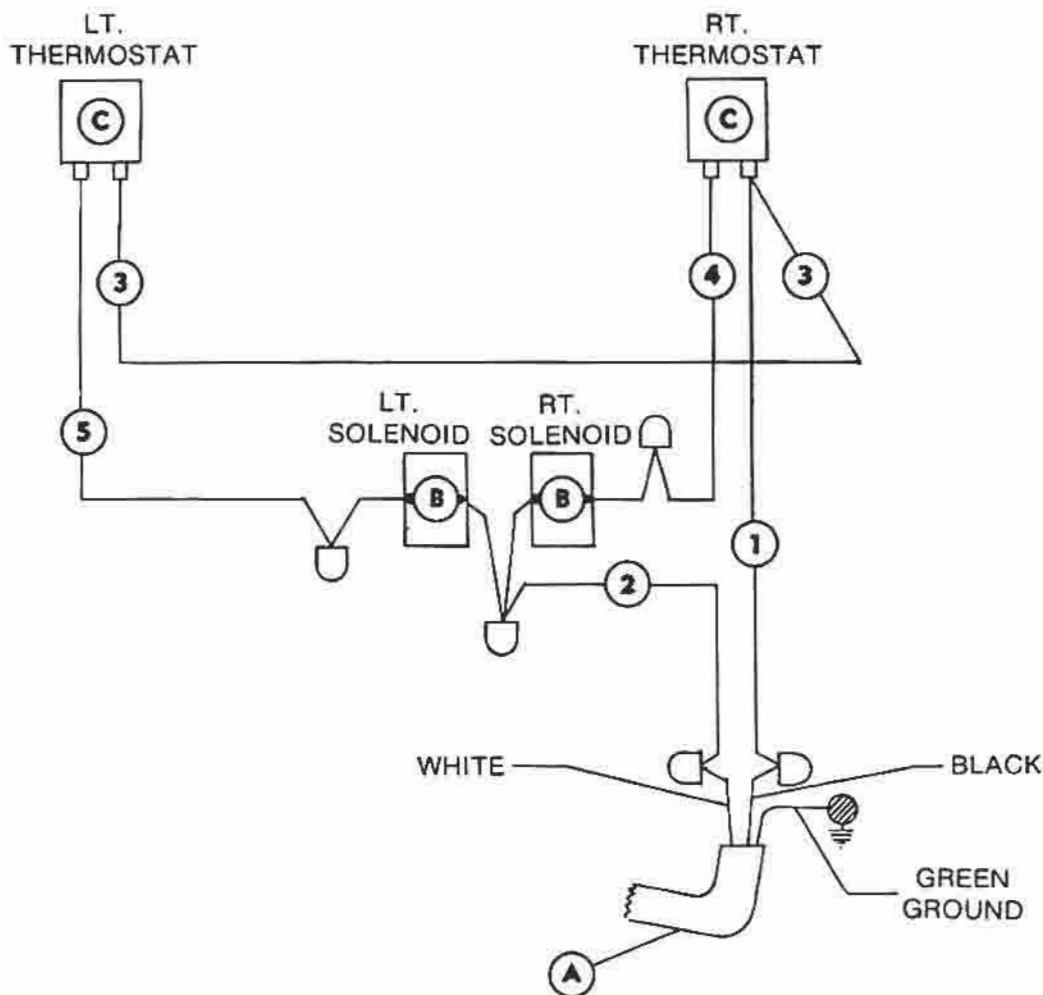 LT.
THERMOSTAT
RT.
THERMOSTAT
C
C
3
4
3
5
LT.
SOLENOID
RT.
SOLENOID
B
B
1
2
WHITE
BLACK
GREEN
GROUND
A